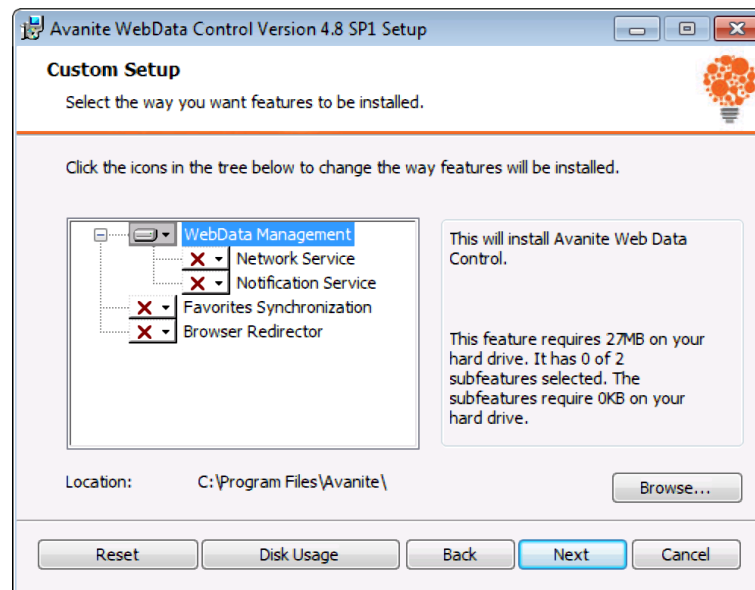 Avanite WebData Control Version 4.8 SP1 Setup
Custom Setup
Select the way you want features to be installed.
Click the icons in the tree below to change the way features will be installed.
WebData Management
Network Service
Notification Service
Favorites Synchronization
Browser Redirector
This will install Avanite Web Data
Control.
This feature requires 27MB on your
hard drive. It has 0 of 2
subfeatures selected. The
subfeatures require 0KB on your
hard drive.
Location: C:\Program Files\Avanite\
Browse...
Reset Disk Usage Back Next Cancel